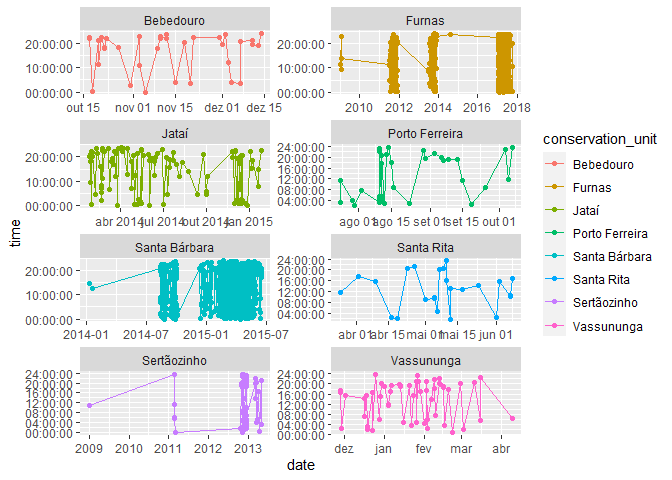 Bebedouro
Furnas
20:00:00
10:00:00
00:00:00
out 15 nov 01 nov 15 dez 01 dez 15
20:00:00
10:00:00
00:00:00
2010 2012 2014 2016 2018
Jataí
Porto Ferreira
20:00:00
10:00:00
00:00:00
abr 2014 jul 2014 out 2014 jan 2015
24:00:00
20:00:00
16:00:00
12:00:00
08:00:00
04:00:00
ago 01 ago 15 set 01 set 15 out 01
Santa Bárbara
Santa Rita
20:00:00
10:00:00
00:00:00
2014-01 2014-07 2015-01 2015-07
24:00:00
20:00:00
16:00:00
12:00:00
08:00:00
04:00:00
abr 01 abr 15 mai 01 mai 15 jun 01
Sertãozinho
Vassununga
24:00:00
20:00:00
16:00:00
12:00:00
08:00:00
04:00:00
00:00:00
2009 2010 2011 2012 2013
24:00:00
20:00:00
16:00:00
12:00:00
08:00:00
04:00:00
00:00:00
dez jan fev mar abr
time
date
conservation_unit
Bebedouro
Furnas
Jataí
Porto Ferreira
Santa Bárbara
Santa Rita
Sertãozinho
Vassununga